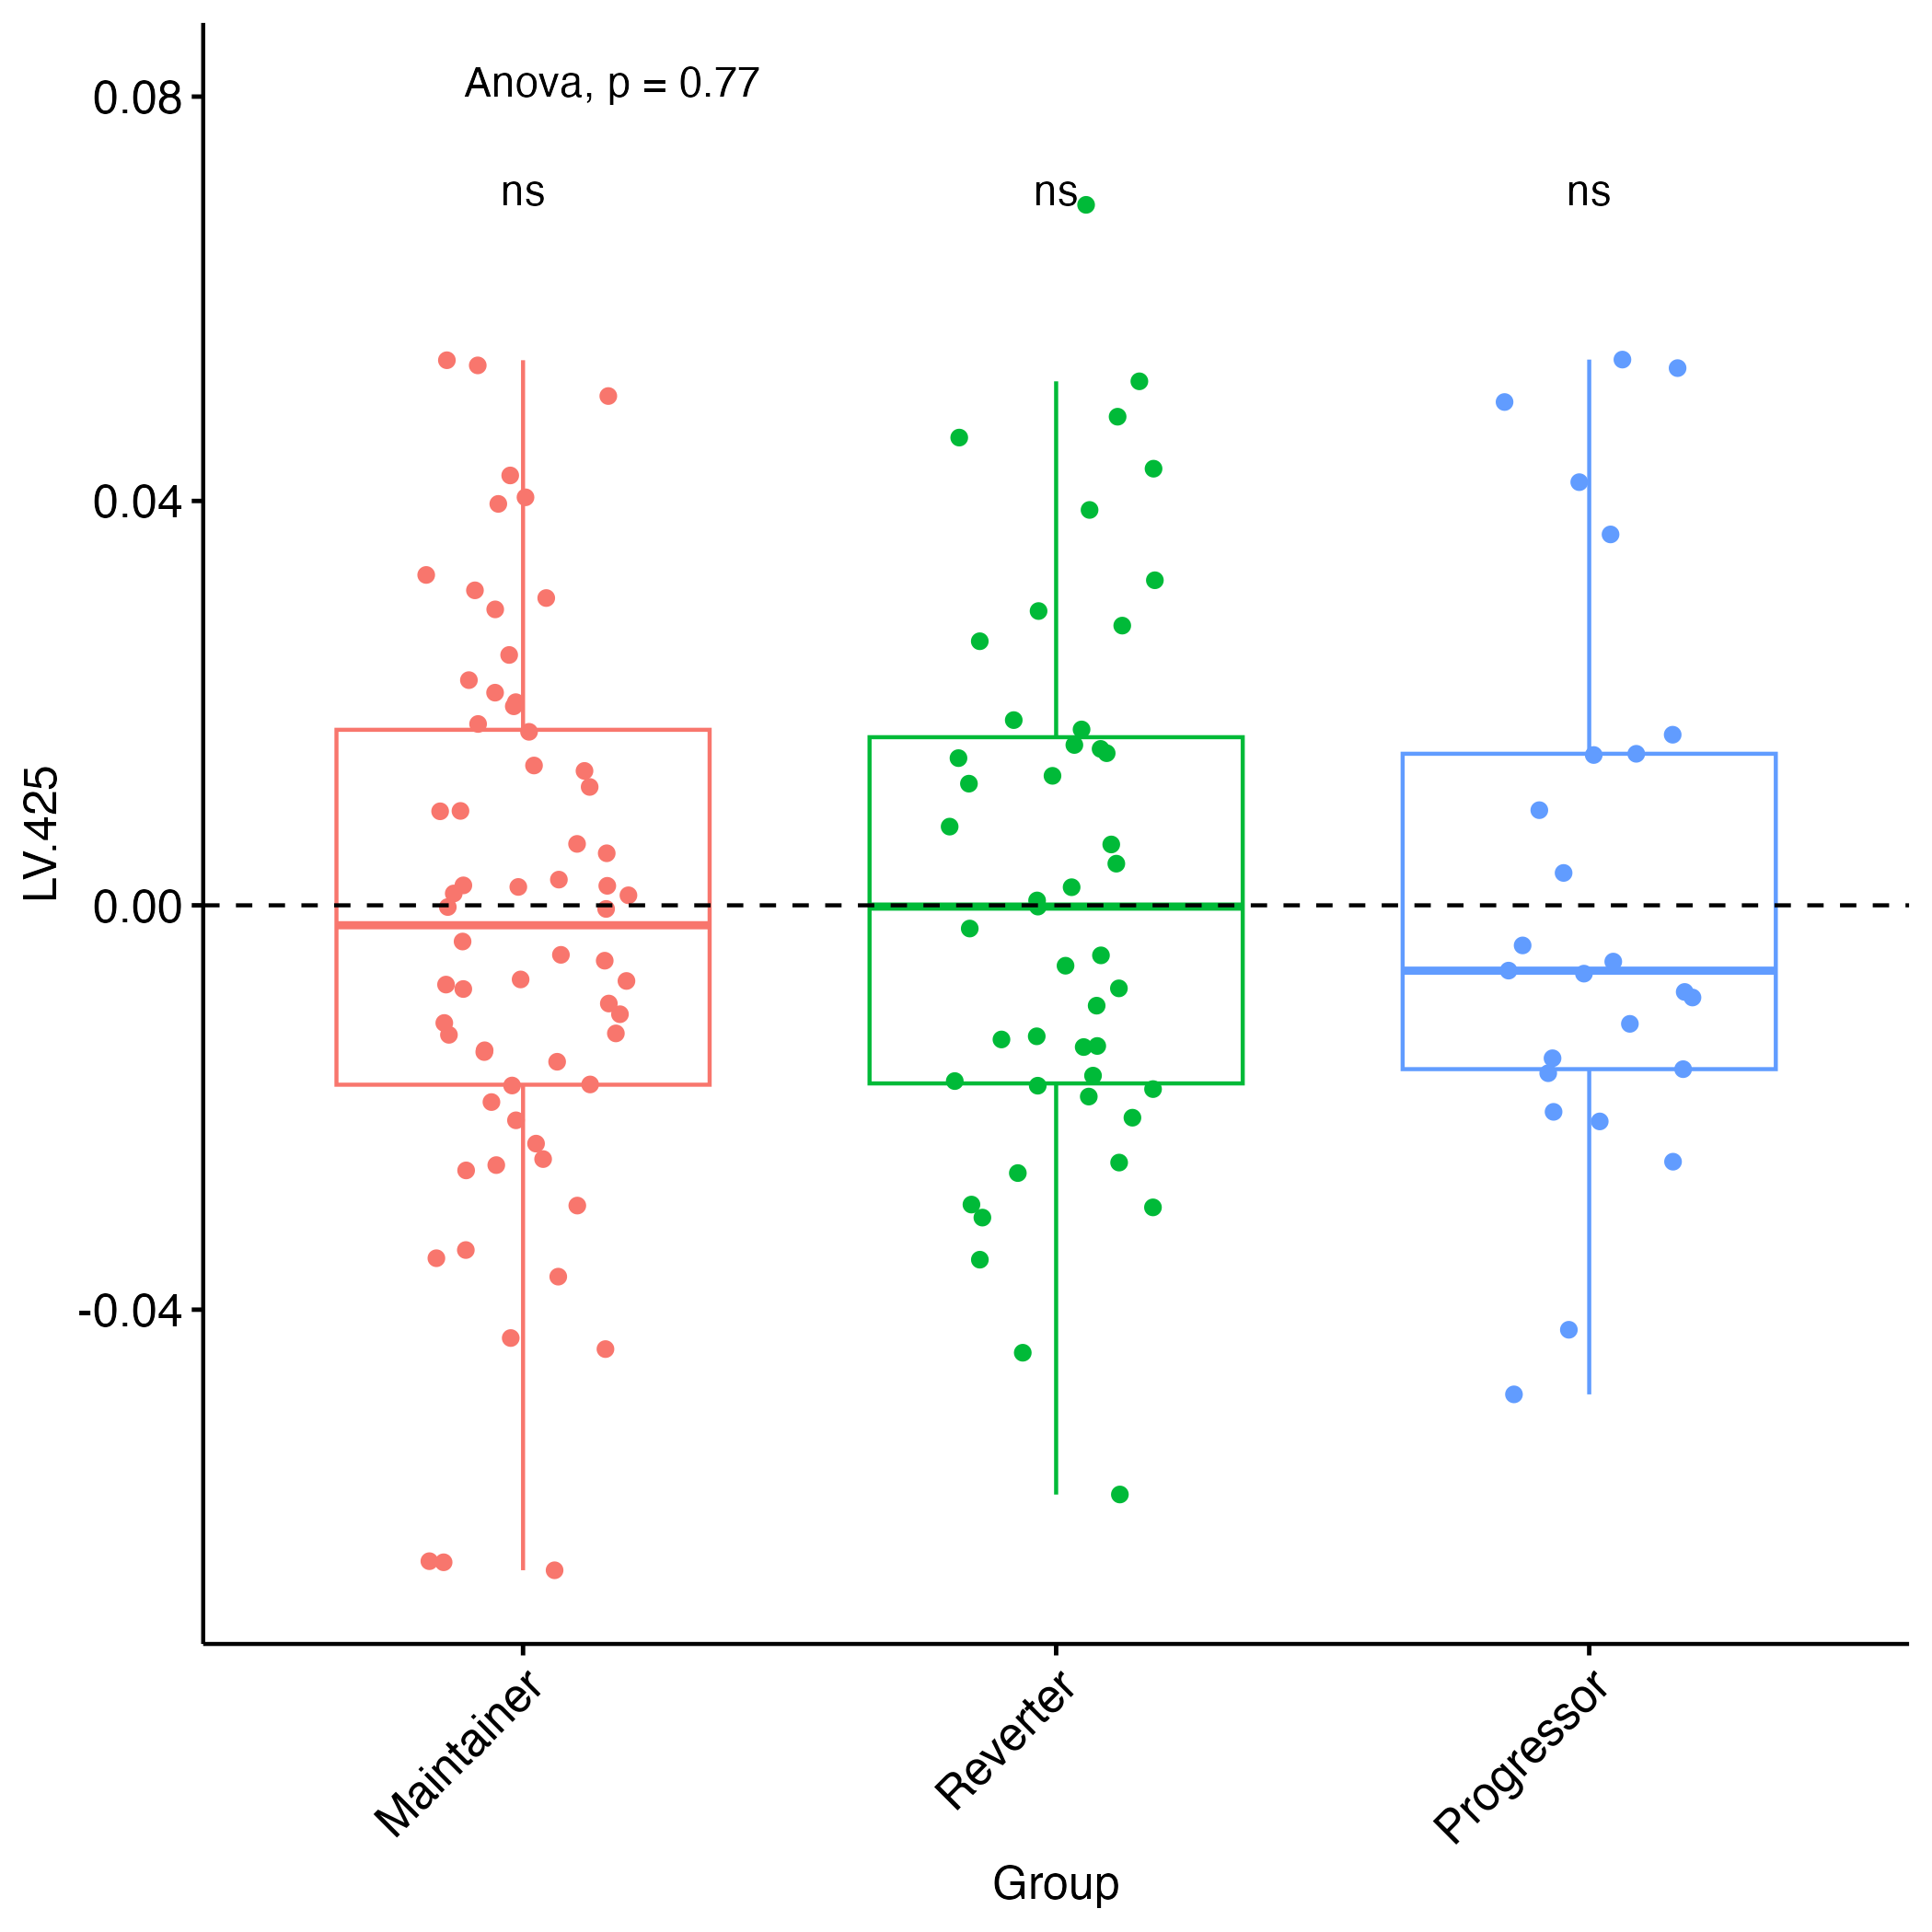 Anova, p = 0.77
ns ns ns
0.08
0.04
0.00
-0.04
LV.425
Maintainer
Reverter
Progressor
Group